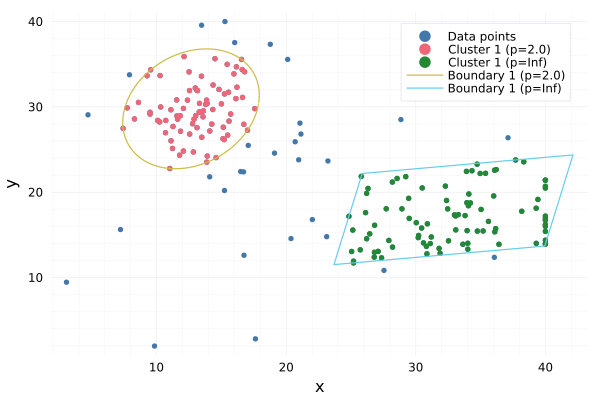 40
30
20
10
y
10
20
30
40
x
Data points
Cluster 1 (p=2.0)
Cluster 1 (p=Inf)
Boundary 1 (p=2.0)
Boundary 1 (p=Inf)